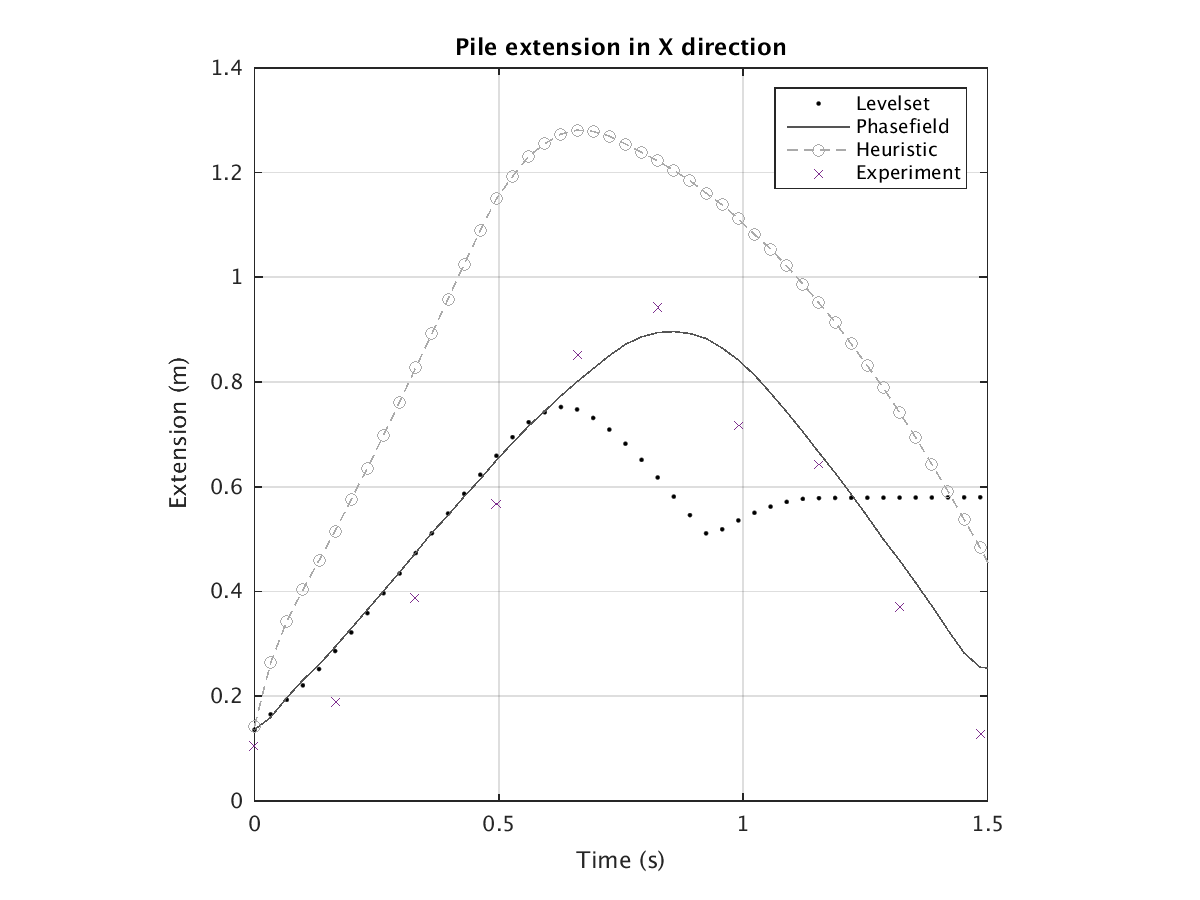 Pile extension in X direction
1.4
1.2
1
0.8
0.6
0.4
0.2
0
Extension (m)
Levelset
Phasefield
Heuristic
Experiment
0 0.5 1 1.5
Time (s)